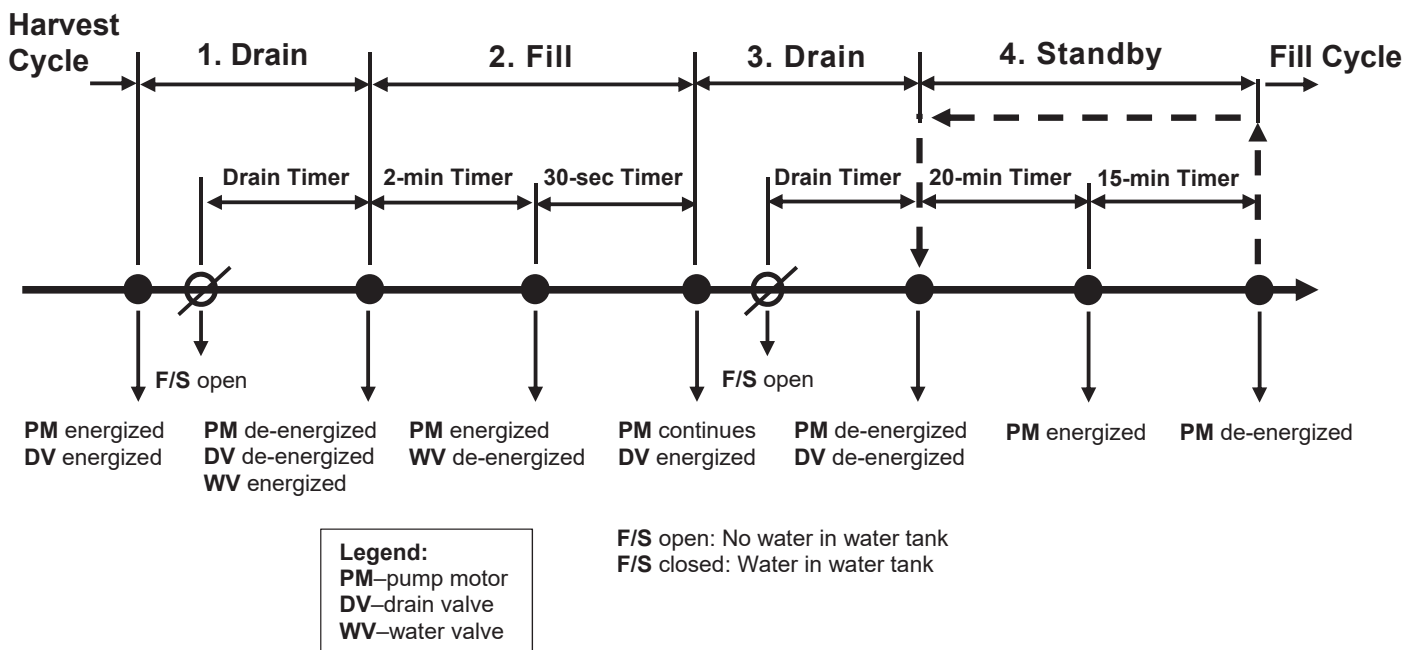 Harvest
Cycle
1. Drain
2. Fill
3. Drain
4. Standby
Fill Cycle
Drain Timer
2-min Timer
30-sec Timer
Drain Timer
20-min Timer
15-min Timer
F/S open
F/S open
PM energized
DV energized
PM de-energized
DV de-energized
WV energized
PM energized
WV de-energized
PM continues
DV energized
PM de-energized
DV de-energized
PM energized
PM de-energized
Legend:
PM–pump motor
DV–drain valve
WV–water valve
F/S open: No water in water tank
F/S closed: Water in water tank